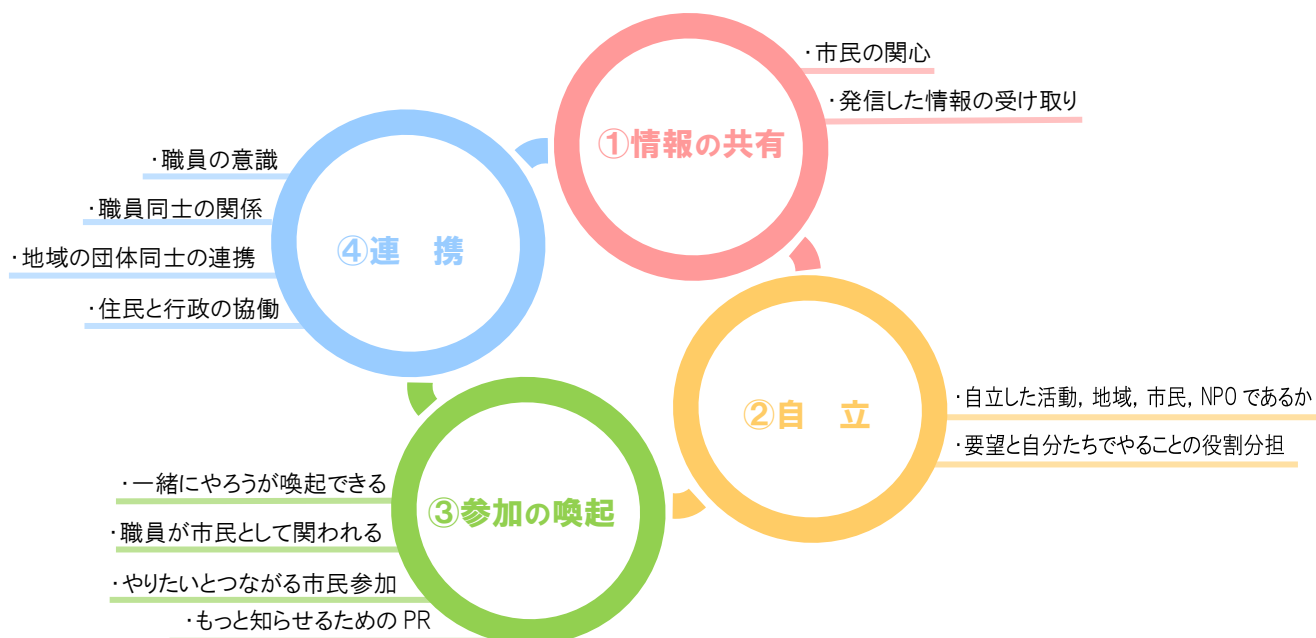 ①情報の共有
・市民の関心
・発信した情報の受け取り
②自　立
・自立した活動, 地域, 市民, NPO であるか
・要望と自分たちでやることの役割分担
③参加の喚起
・一緒にやろうが喚起できる
・職員が市民として関われる
・やりたいとつながる市民参加
・もっと知らせるための PR
④連　携
・職員の意識
・職員同士の関係
・地域の団体同士の連携
・住民と行政の協働